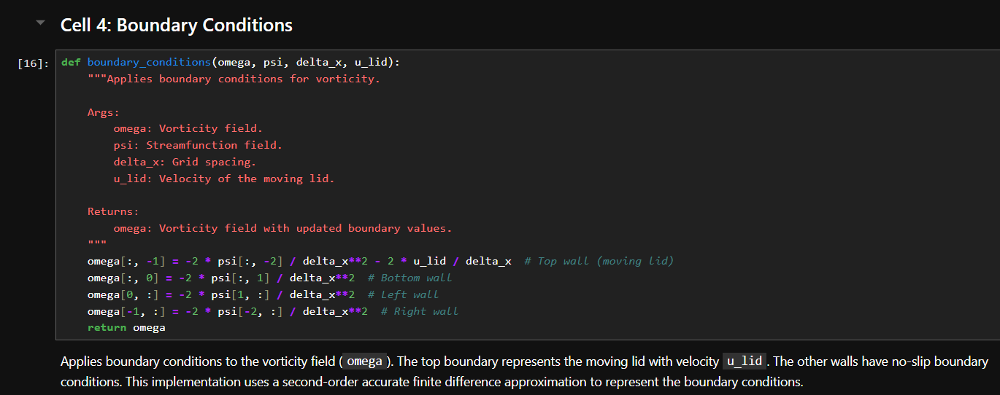 Cell 4: Boundary Conditions
[16]:
def boundary_conditions(omega, psi, delta_x, u_lid):
    """Applies boundary conditions for vorticity.
    Args:
        omega: Vorticity field.
        psi: Streamfunction field.
        delta_x: Grid spacing.
        u_lid: Velocity of the moving lid.
    Returns:
        omega: Vorticity field with updated boundary values.
    """
    omega[:, -1] = -2 * psi[:, -2] / delta_x**2 - 2 * u_lid / delta_x  # Top wall (moving lid)
    omega[:, 0] = -2 * psi[:, 1] / delta_x**2  # Bottom wall
    omega[0, :] = -2 * psi[1, :] / delta_x**2  # Left wall
    omega[-1, :] = -2 * psi[-2, :] / delta_x**2  # Right wall
    return omega
Applies boundary conditions to the vorticity field ( omega ). The top boundary represents the moving lid with velocity u_lid . The other walls have no-slip boundary
conditions. This implementation uses a second-order accurate finite difference approximation to represent the boundary conditions.